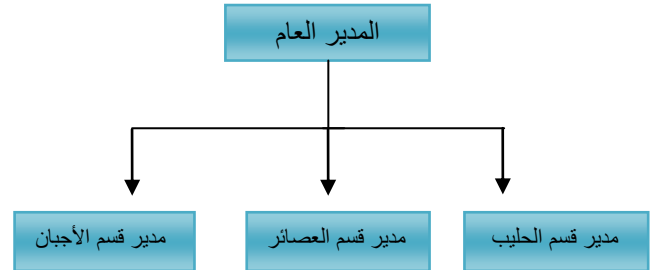 المدير العام
مدير قسم الحليب
مدير قسم العصائر
مدير قسم الأجبان